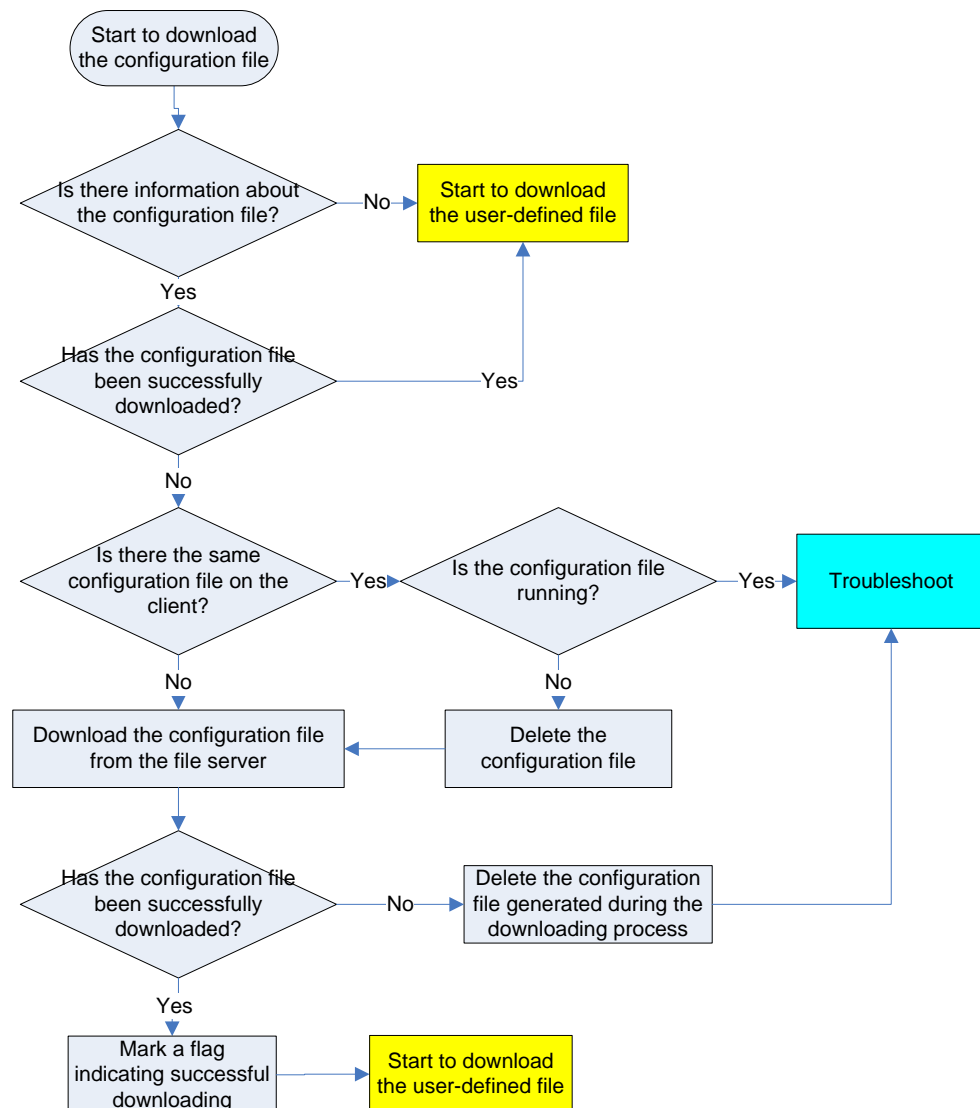 Start to download
the configuration file
Is there information about
the configuration file?
No
Start to download
the user-defined file
Yes
Has the configuration file
been successfully
downloaded?
Yes
No
Is there the same
configuration file on the
client?
Yes
Is the configuration file
running?
Yes
Troubleshoot
No
No
Download the configuration file
from the file server
Delete the
configuration file
Has the configuration file
been successfully
downloaded?
No
Delete the configuration
file generated during the
downloading process
Yes
Mark a flag
indicating successful
downloading
Start to download
the user-defined file